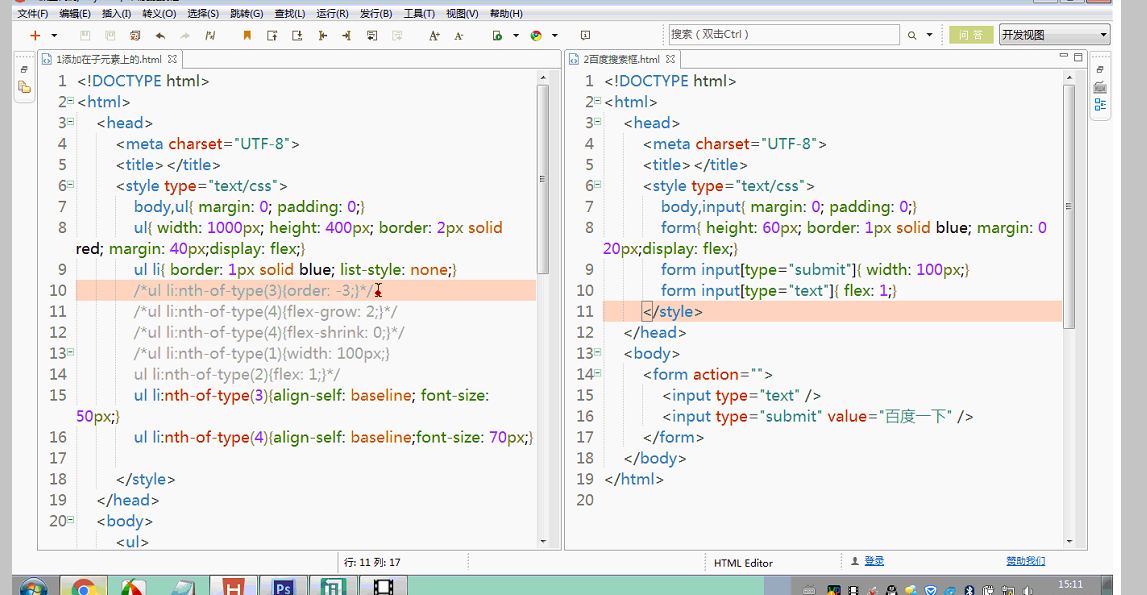 文件(F) 编辑(E) 插入(I) 转义(O) 选择(S) 跳转(G) 查找(L) 运行(R) 发行(B) 工具(T) 视图(V) 帮助(H)
搜索（双击Ctrl） 问 答 开发视图
1添加在子元素上的.html
1 <!DOCTYPE html>
2 <html>
3 <head>
4 <meta charset="UTF-8">
5 <title></title>
6 <style type="text/css">
7 body,ul{ margin: 0; padding: 0;}
8 ul{ width: 1000px; height: 400px; border: 2px solid
red; margin: 40px;display: flex;}
9 ul li{ border: 1px solid blue; list-style: none;}
10 /*ul li:nth-of-type(3){order: -3;}*/
11 /*ul li:nth-of-type(4){flex-grow: 2;}*/
12 /*ul li:nth-of-type(4){flex-shrink: 0;}*/
13 /*ul li:nth-of-type(1){width: 100px;}
14 ul li:nth-of-type(2){flex: 1;}*/
15 ul li:nth-of-type(3){align-self: baseline; font-size:
50px;}
16 ul li:nth-of-type(4){align-self: baseline;font-size: 70px;}
17
18 </style>
19 </head>
20 <body>
<ul>
2百度搜索框.html
1 <!DOCTYPE html>
2 <html>
3 <head>
4 <meta charset="UTF-8">
5 <title></title>
6 <style type="text/css">
7 body,input{ margin: 0; padding: 0;}
8 form{ height: 60px; border: 1px solid blue; margin: 0
20px;display: flex;}
9 form input[type="submit"]{ width: 100px;}
10 form input[type="text"]{ flex: 1;}
11 </style>
12 </head>
13 <body>
14 <form action="">
15 <input type="text" />
16 <input type="submit" value="百度一下" />
17 </form>
18 </body>
19 </html>
20
行: 11 列: 17 HTML Editor 登录 赞助我们
Ps 15:11